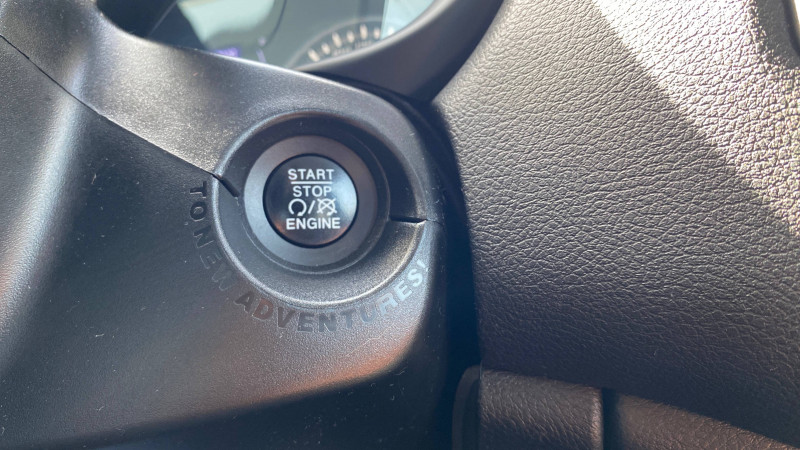 START
STOP
ENGINE
TO NEW ADVENTURES!